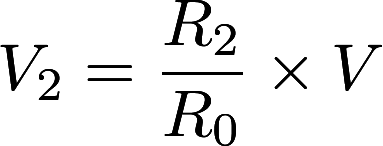 V₂ = R₂/R₀ × V